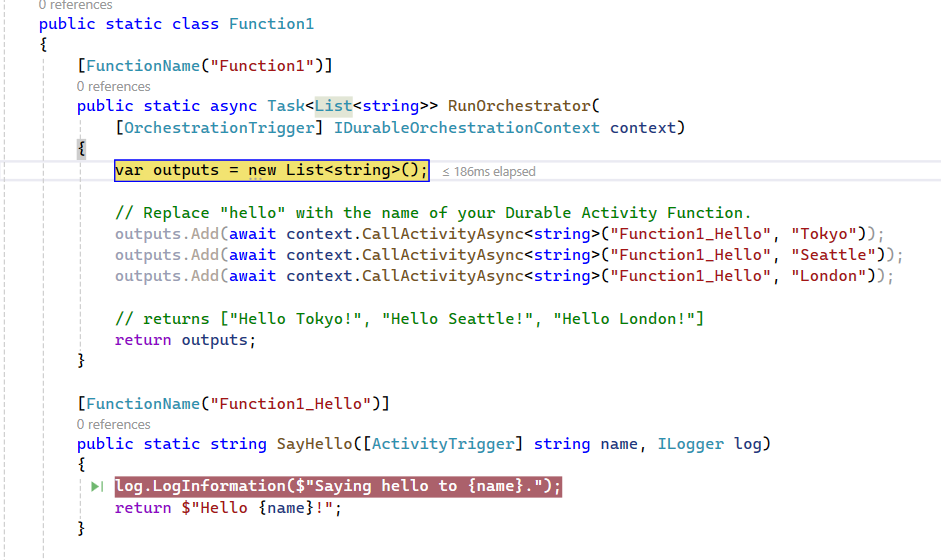 0 references
public static class Function1
{
[FunctionName("Function1")]
0 references
public static async Task<List<string>> RunOrchestrator(
[OrchestrationTrigger] IDurableOrchestrationContext context)
{
var outputs = new List<string>(); ≤ 186ms elapsed
// Replace "hello" with the name of your Durable Activity Function.
outputs.Add(await context.CallActivityAsync<string>("Function1_Hello", "Tokyo"));
outputs.Add(await context.CallActivityAsync<string>("Function1_Hello", "Seattle"));
outputs.Add(await context.CallActivityAsync<string>("Function1_Hello", "London"));
// returns ["Hello Tokyo!", "Hello Seattle!", "Hello London!"]
return outputs;
}
[FunctionName("Function1_Hello")]
0 references
public static string SayHello([ActivityTrigger] string name, ILogger log)
{
log.LogInformation($"Saying hello to {name}.");
return $"Hello {name}!";
}